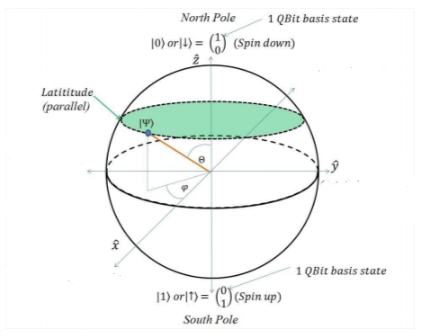 North Pole
1 QBit basis state
|0⟩ or|↓⟩ = (1 0) (Spin down)
ẑ
Latititude
(parallel)
|Ψ⟩
Θ
ŷ
φ
x̂
1 QBit basis state
|1⟩ or|↑⟩ = (0 1) (Spin up)
South Pole